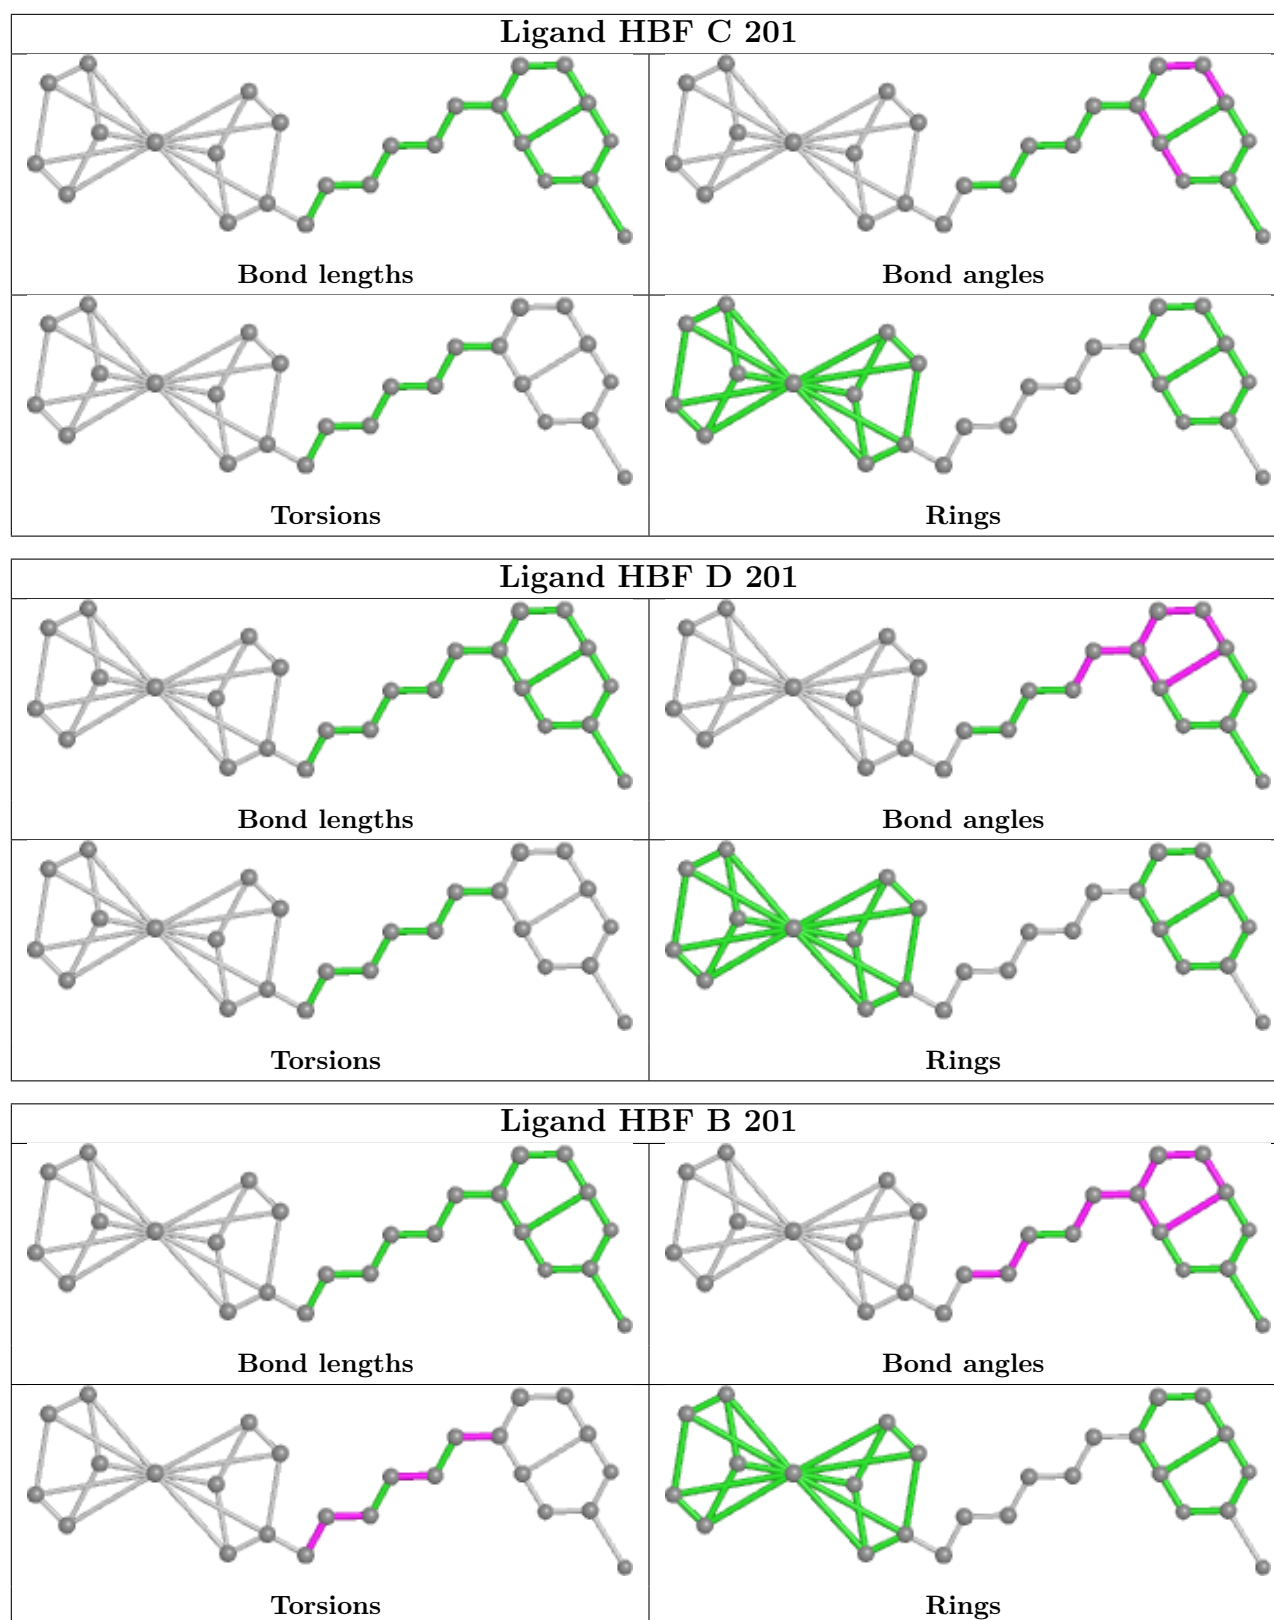 Ligand HBF C 201
Bond lengths
Bond angles
Torsions
Rings
Ligand HBF D 201
Bond lengths
Bond angles
Torsions
Rings
Ligand HBF B 201
Bond lengths
Bond angles
Torsions
Rings